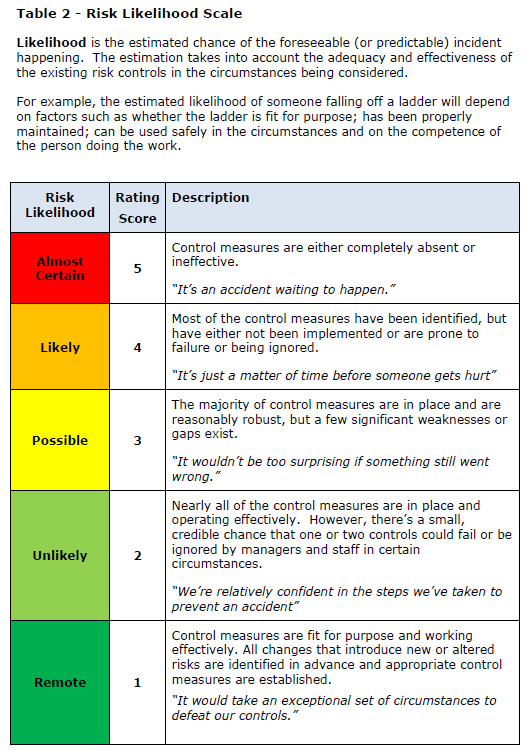 Table 2 - Risk Likelihood Scale
Likelihood is the estimated chance of the foreseeable (or predictable) incident
happening.  The estimation takes into account the adequacy and effectiveness of
the existing risk controls in the circumstances being considered.
For example, the estimated likelihood of someone falling off a ladder will depend
on factors such as whether the ladder is fit for purpose; has been properly
maintained; can be used safely in the circumstances and on the competence of
the person doing the work.
Risk
Likelihood
Rating
Score
Description
Almost
Certain
5
Control measures are either completely absent or
ineffective.
“It’s an accident waiting to happen.”
Likely
4
Most of the control measures have been identified, but
have either not been implemented or are prone to
failure or being ignored.
“It’s just a matter of time before someone gets hurt”
Possible
3
The majority of control measures are in place and are
reasonably robust, but a few significant weaknesses or
gaps exist.
“It wouldn’t be too surprising if something still went
wrong.”
Unlikely
2
Nearly all of the control measures are in place and
operating effectively.  However, there’s a small,
credible chance that one or two controls could fail or be
ignored by managers and staff in certain
circumstances.
“We’re relatively confident in the steps we’ve taken to
prevent an accident”
Remote
1
Control measures are fit for purpose and working
effectively. All changes that introduce new or altered
risks are identified in advance and appropriate control
measures are established.
“It would take an exceptional set of circumstances to
defeat our controls.”